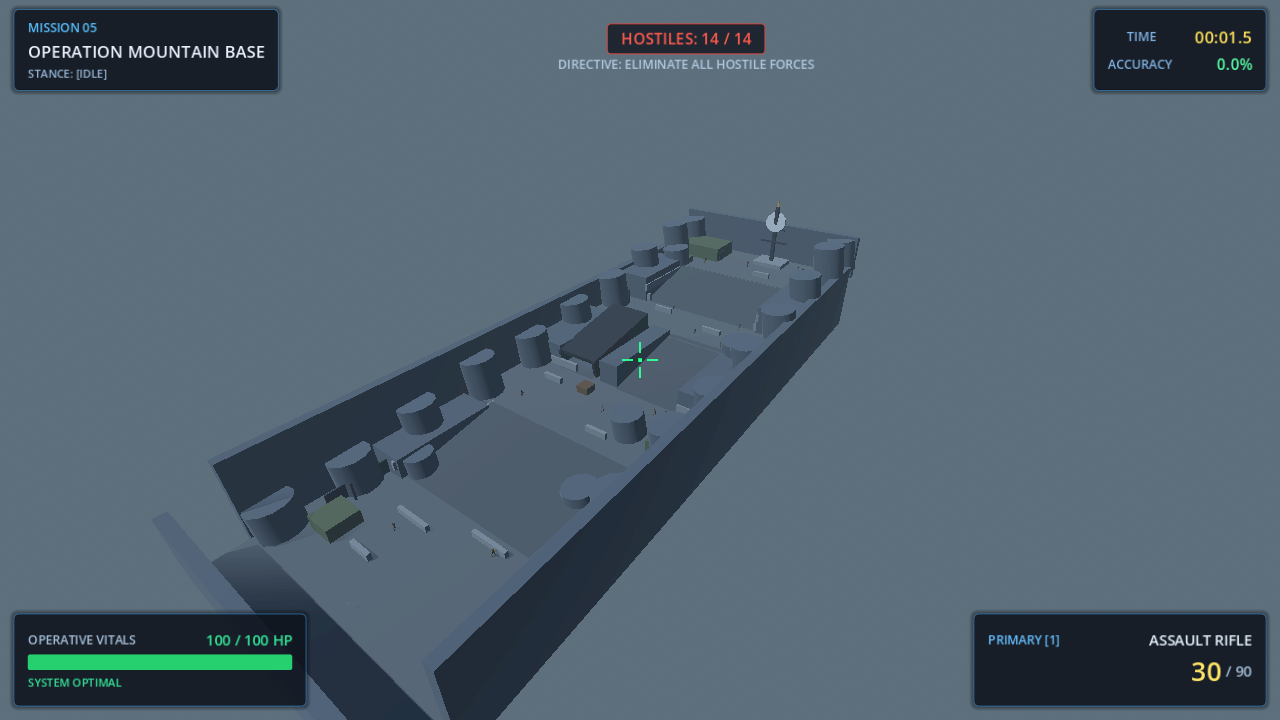 MISSION 05
OPERATION MOUNTAIN BASE
STANCE: [IDLE]
HOSTILES: 14 / 14
DIRECTIVE: ELIMINATE ALL HOSTILE FORCES
TIME 00:01.5
ACCURACY 0.0%
OPERATIVE VITALS 100 / 100 HP
SYSTEM OPTIMAL
PRIMARY [1] ASSAULT RIFLE
30 / 90